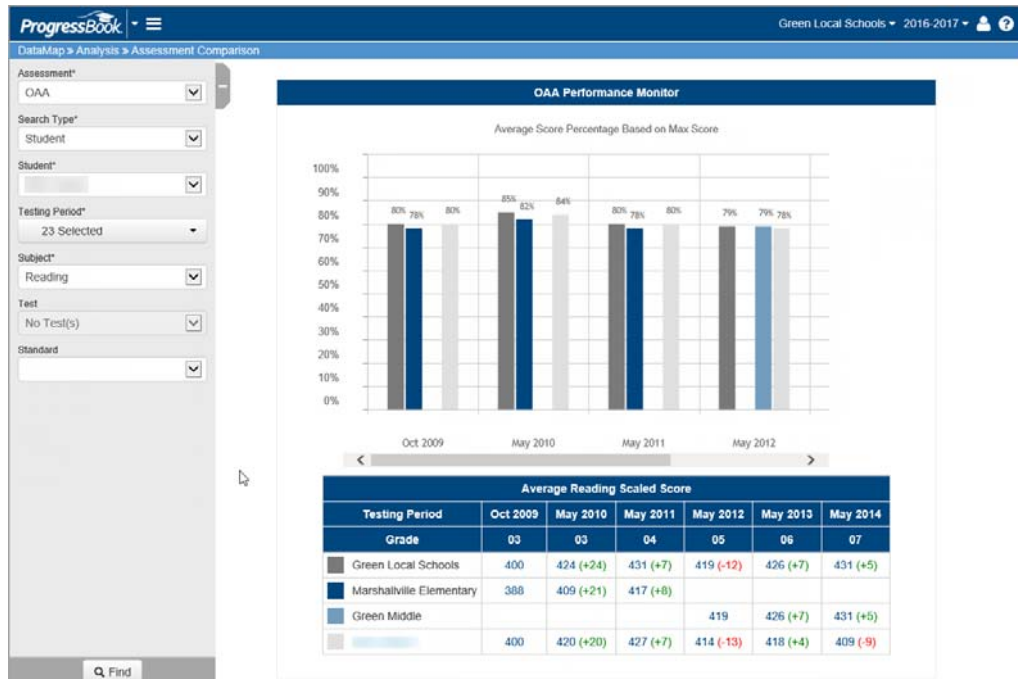 ProgressBook
Green Local Schools 2016-2017
DataMap » Analysis » Assessment Comparison
Assessment*
OAA
Search Type*
Student
Student*
Testing Period*
23 Selected
Subject*
Reading
Test
No Test(s)
Standard
Find
OAA Performance Monitor
Average Score Percentage Based on Max Score
100%
90%
80%
70%
60%
50%
40%
30%
20%
10%
0%
80% 78% 80%
85% 82% 84%
80% 78% 80%
79% 79% 78%
Oct 2009 May 2010 May 2011 May 2012
Average Reading Scaled Score
Testing Period Oct 2009 May 2010 May 2011 May 2012 May 2013 May 2014
Grade 03 03 04 05 06 07
Green Local Schools 400 424 (+24) 431 (+7) 419 (-12) 426 (+7) 431 (+5)
Marshallville Elementary 388 409 (+21) 417 (+8)
Green Middle 419 426 (+7) 431 (+5)
400 420 (+20) 427 (+7) 414 (-13) 418 (+4) 409 (-9)